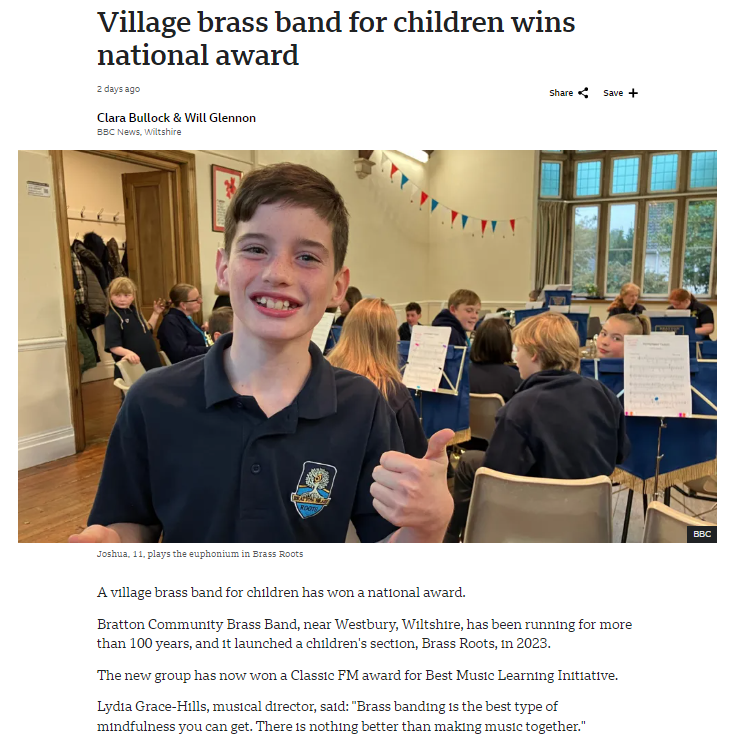 Village brass band for children wins
national award
2 days ago
Share
Save
Clara Bullock & Will Glennon
BBC News, Wiltshire
BRATTON BRASS
ROOTS
BBC
Joshua, 11, plays the euphonium in Brass Roots
A village brass band for children has won a national award.
Bratton Community Brass Band, near Westbury, Wiltshire, has been running for more
than 100 years, and it launched a children's section, Brass Roots, in 2023.
The new group has now won a Classic FM award for Best Music Learning Initiative.
Lydia Grace-Hills, musical director, said: "Brass banding is the best type of
mindfulness you can get. There is nothing better than making music together."